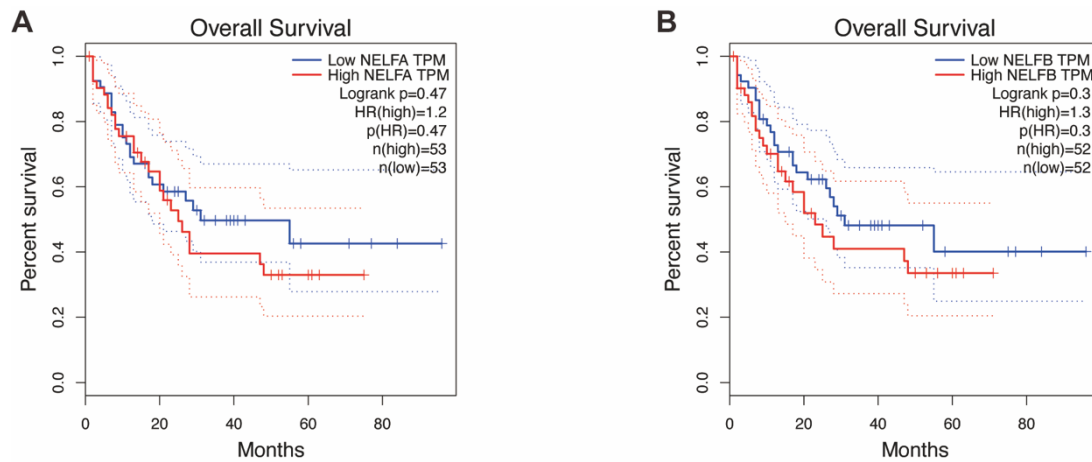 A
Overall Survival
Low NELFA TPM
High NELFA TPM
Logrank p=0.47
HR(high)=1.2
p(HR)=0.47
n(high)=53
n(low)=53
Percent survival
1.0
0.8
0.6
0.4
0.2
0.0
0 20 40 60 80
Months
B
Overall Survival
Low NELFB TPM
High NELFB TPM
Logrank p=0.3
HR(high)=1.3
p(HR)=0.3
n(high)=52
n(low)=52
Percent survival
1.0
0.8
0.6
0.4
0.2
0.0
0 20 40 60 80
Months